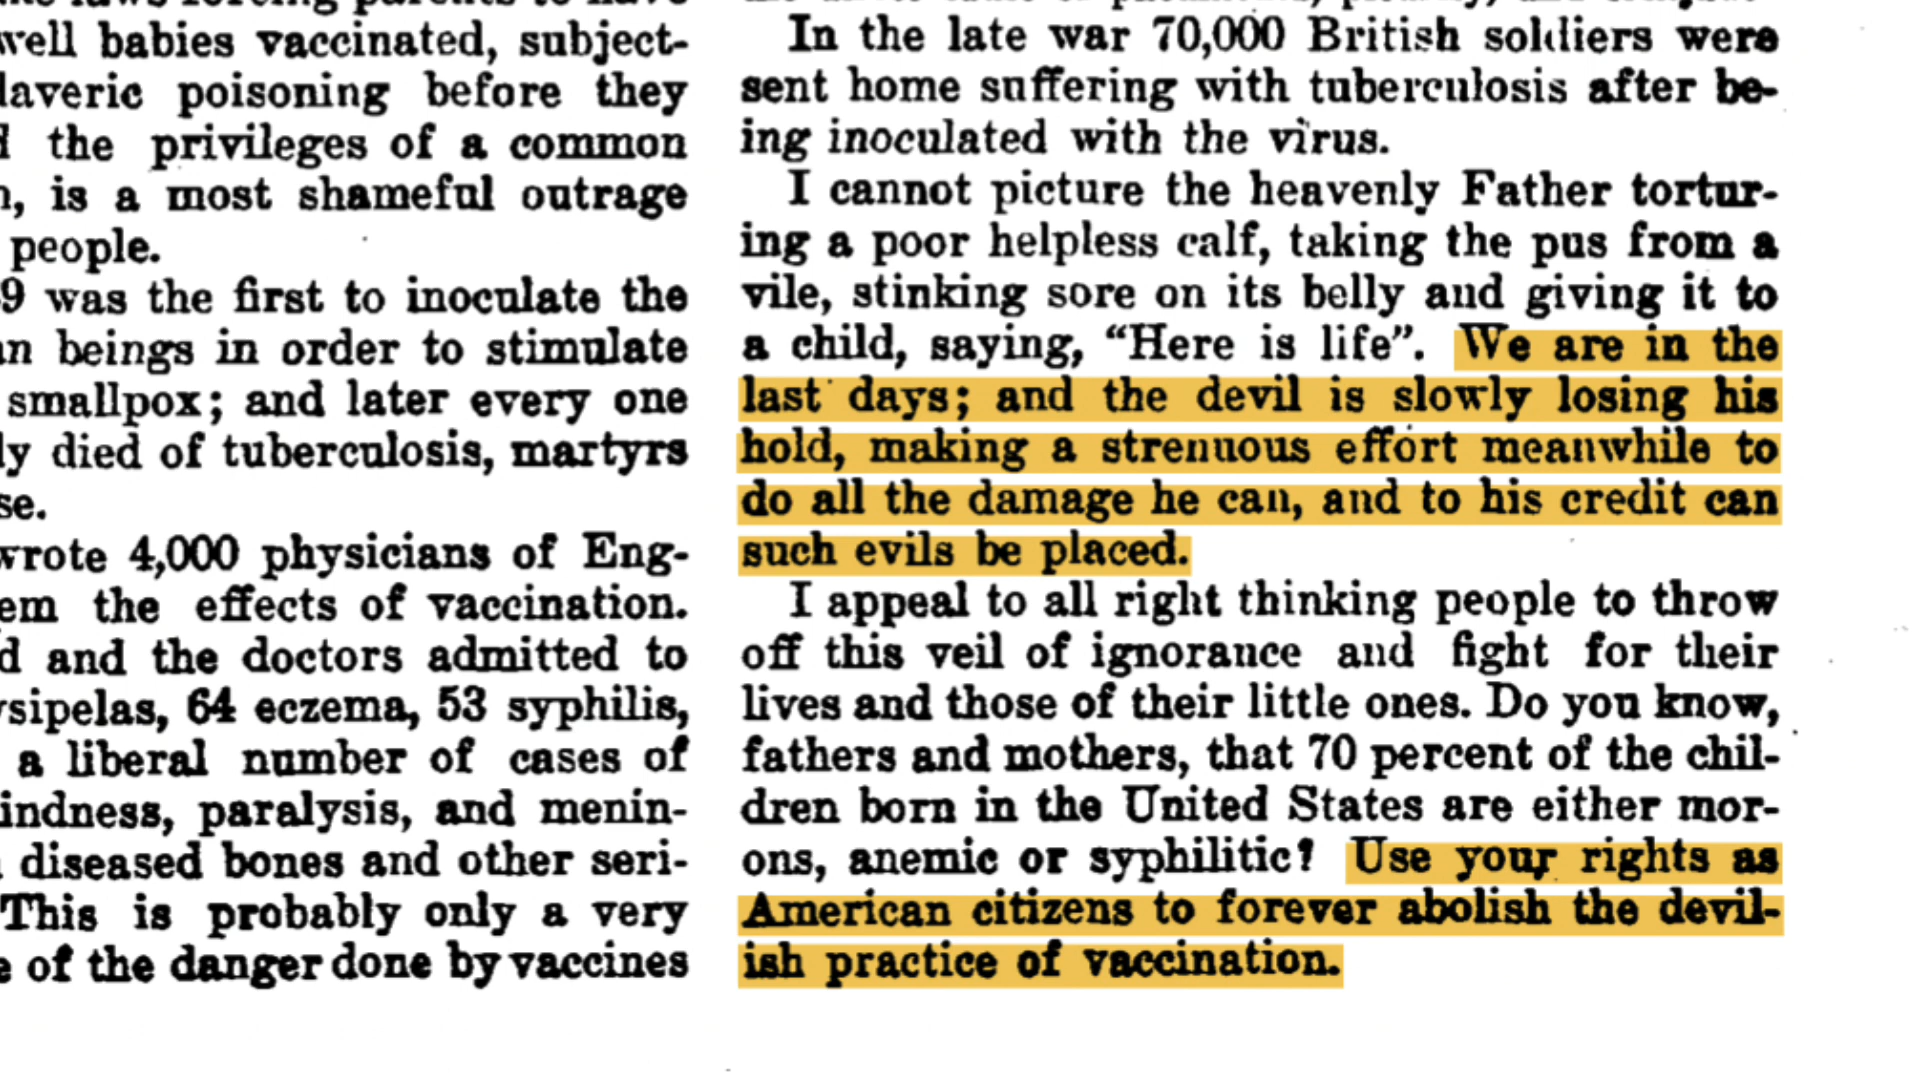 well babies vaccinated, subject-
poisoning before they
the privileges of a common
is a most shameful outrage
people.
9 was the first to inoculate the
beings in order to stimulate
smallpox; and later every one
died of tuberculosis, martyrs
wrote 4,000 physicians of Eng-
the effects of vaccination.
and the doctors admitted to
64 eczema, 53 syphilis,
a liberal number of cases of
paralysis, and menin-
diseased bones and other seri-
This is probably only a very
of the danger done by vaccines
In the late war 70,000 British soldiers were
sent home suffering with tuberculosis after be-
ing inoculated with the virus.
I cannot picture the heavenly Father tortur-
ing a poor helpless calf, taking the pus from a
vile, stinking sore on its belly and giving it to
a child, saying, “Here is life”. We are in the
last days; and the devil is slowly losing his
hold, making a strenuous effort meanwhile to
do all the damage he can, and to his credit can
such evils be placed.
I appeal to all right thinking people to throw
off this veil of ignorance and fight for their
lives and those of their little ones. Do you know,
fathers and mothers, that 70 percent of the chil-
dren born in the United States are either mor-
ons, anemic or syphilitic? Use your rights as
American citizens to forever abolish the devil-
ish practice of vaccination.